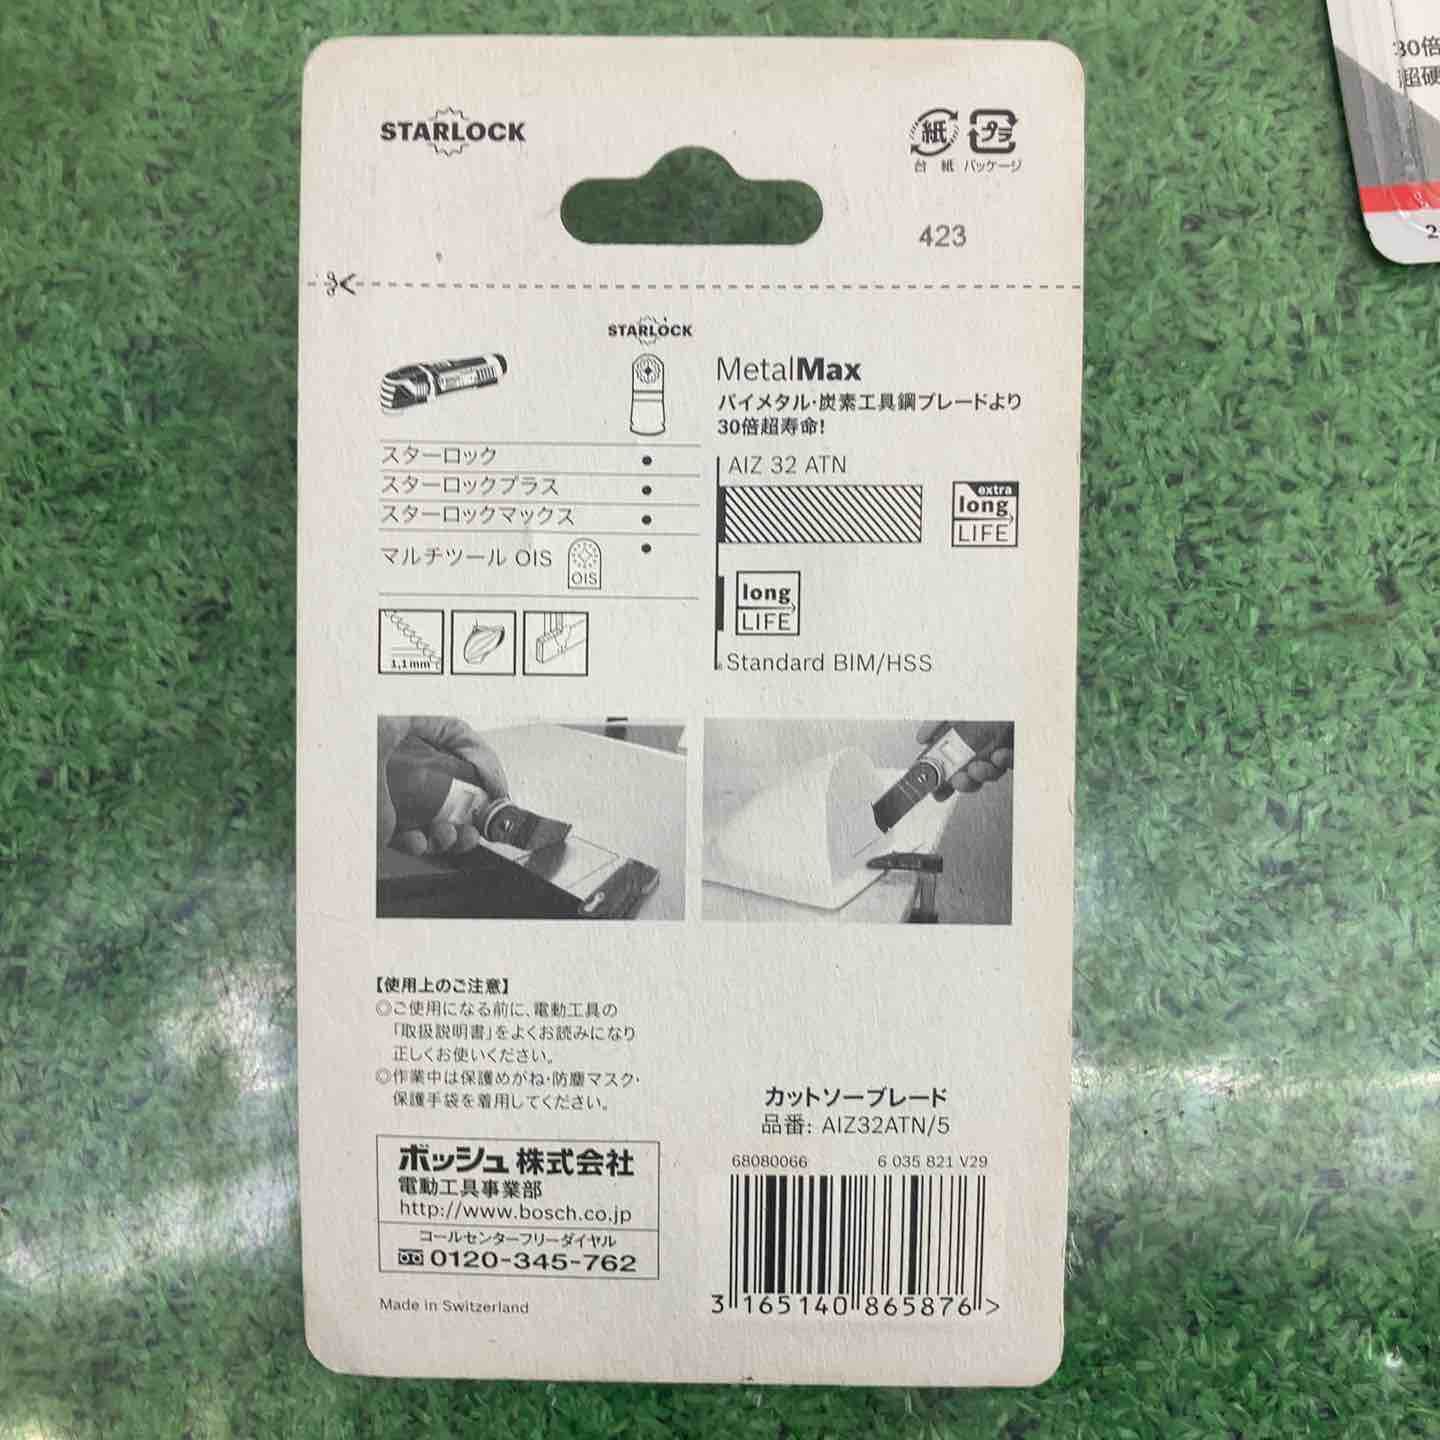 STARLOCK
紙
プラ
台 紙 パッケージ
423
STARLOCK
スターロック
スターロックプラス
スターロックマックス
マルチツール OIS
OIS
1,1mm
MetalMax
バイメタル・炭素工具鋼ブレードより
30倍超寿命!
AIZ 32 ATN
extra
long
LIFE
long
LIFE
Standard BIM/HSS
【使用上のご注意】
◎ご使用になる前に、電動工具の
「取扱説明書」をよくお読みになり
正しくお使いください。
◎作業中は保護めがね・防塵マスク・
保護手袋を着用してください。
ボッシュ株式会社
電動工具事業部
http://www.bosch.co.jp
コールセンターフリーダイヤル
0120-345-762
Made in Switzerland
カットソーブレード
品番: AIZ32ATN/5
68080066 6 035 821 V29
3 165140 865876 >
30倍
超硬
2